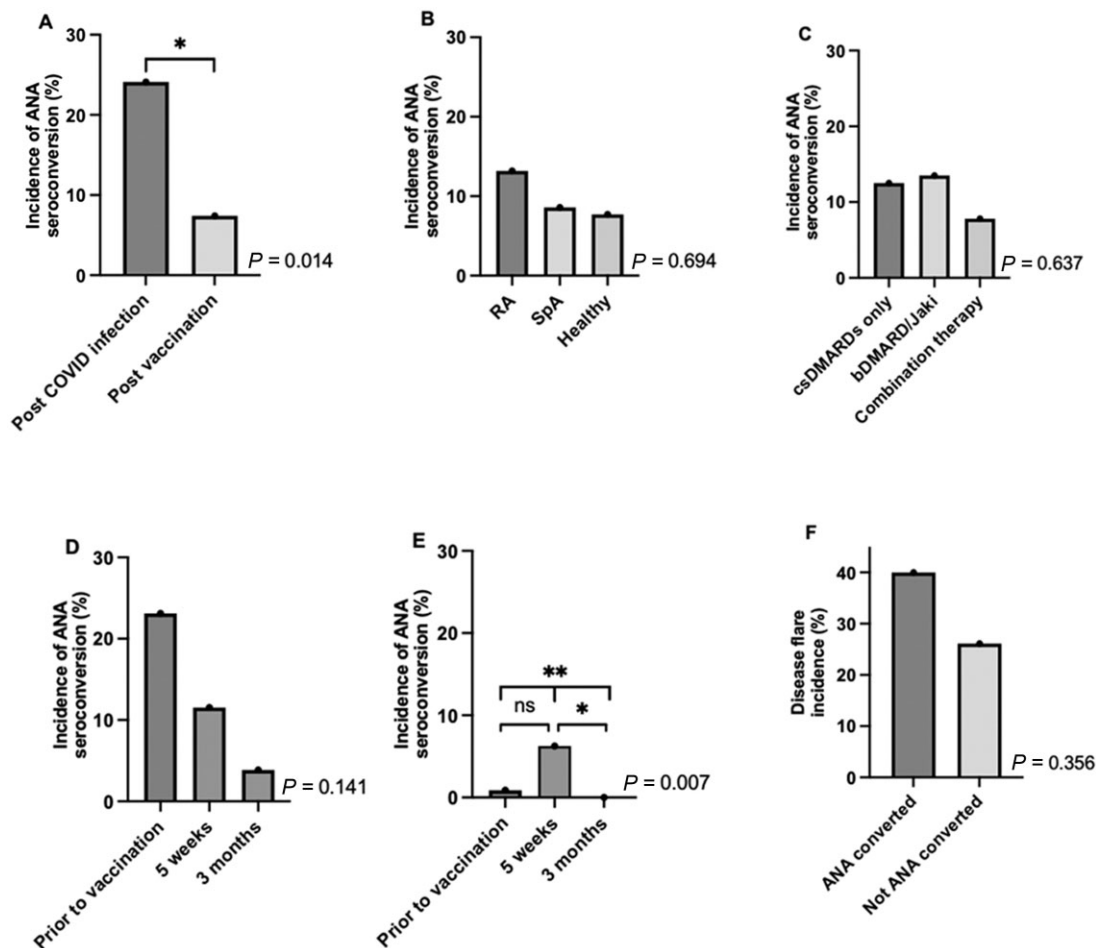 A
Incidence of ANA
seroconversion (%)
30
20
10
0
*
P = 0.014
Post COVID infection
Post vaccination
B
Incidence of ANA
seroconversion (%)
30
20
10
0
P = 0.694
RA
SpA
Healthy
C
Incidence of ANA
seroconversion (%)
30
20
10
0
P = 0.637
csDMARDs only
bDMARD/Jaki
Combination therapy
D
Incidence of ANA
seroconversion (%)
30
20
10
0
P = 0.141
Prior to vaccination
5 weeks
3 months
E
Incidence of ANA
seroconversion (%)
30
20
10
0
**
ns
*
P = 0.007
Prior to vaccination
5 weeks
3 months
F
Disease flare
incidence (%)
40
30
20
10
0
P = 0.356
ANA converted
Not ANA converted